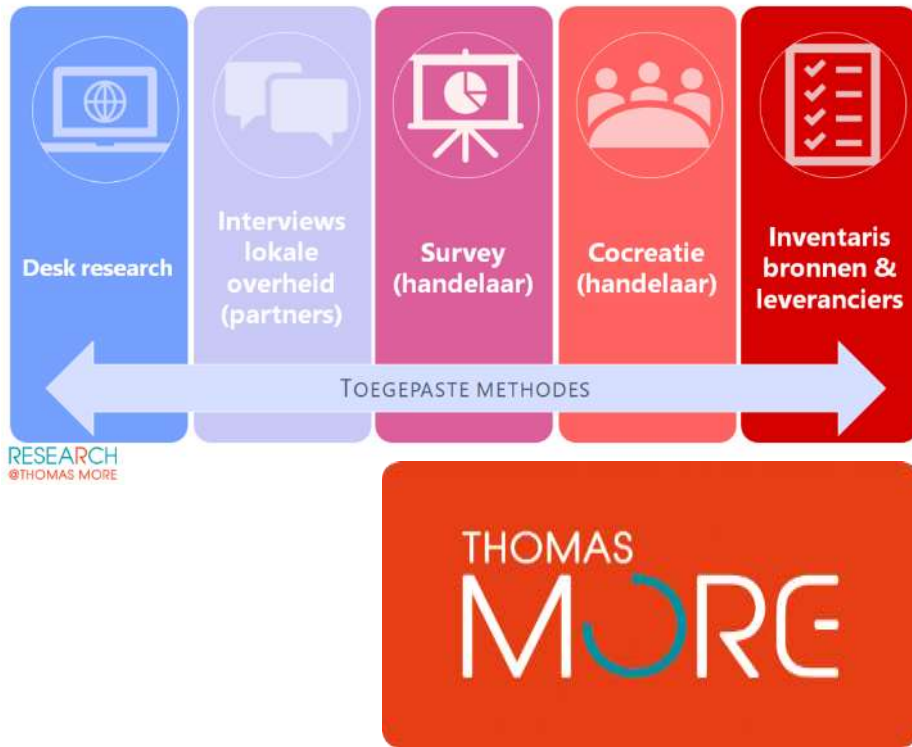 Desk research
Interviews
lokale
overheid
(partners)
Survey
(handelaar)
Cocreatie
(handelaar)
Inventaris
bronnen &
leveranciers
TOEGEPASTE METHODES
RESEARCH
@THOMAS MORE
THOMAS
MORE